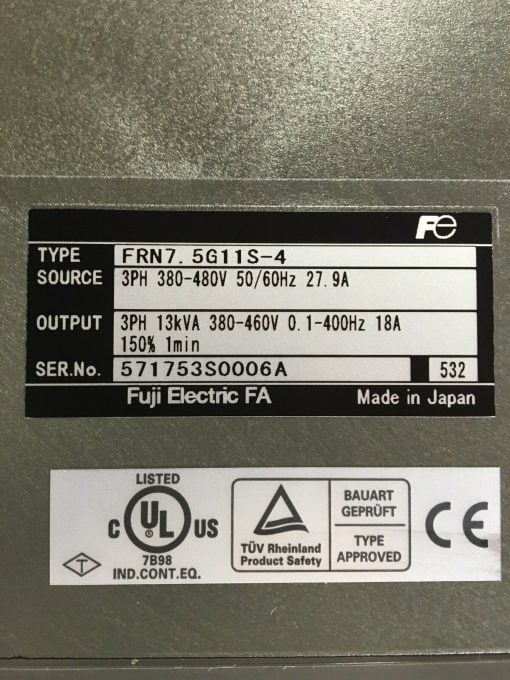 Fe
TYPE FRN7.5G11S-4
SOURCE 3PH 380-480V 50/60Hz 27.9A
OUTPUT 3PH 13kVA 380-460V 0.1-400Hz 18A
150% 1min
SER.No. 571753S0006A 532
Fuji Electric FA Made in Japan
LISTED
C UL US
7B98
IND.CONT.EQ.
T
TÜV Rheinland
Product Safety
BAUART
GEPRÜFT
TYPE
APPROVED
CE